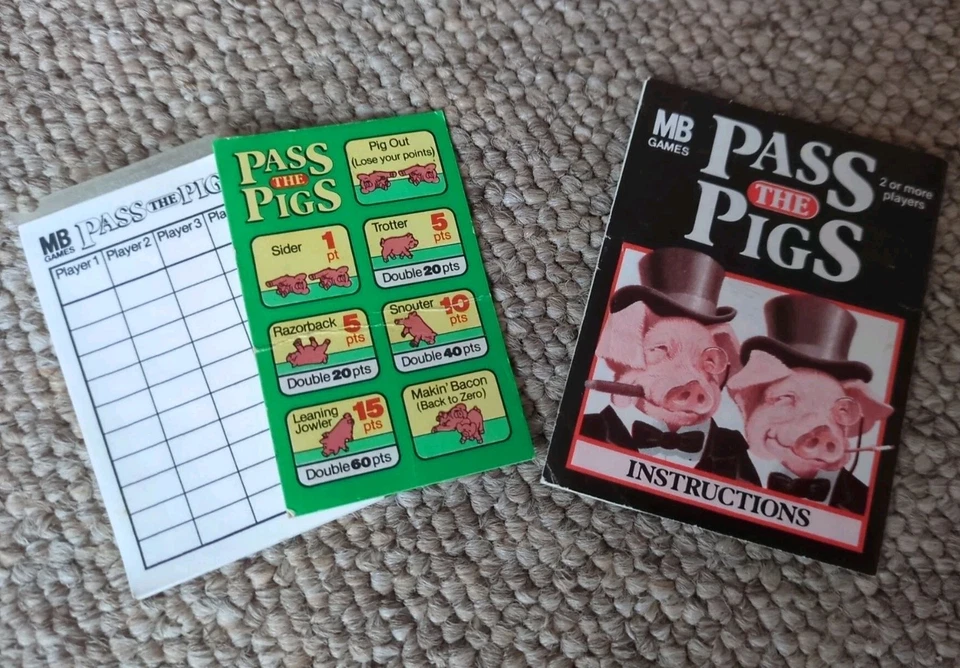 MB
GAMES
PASS THE PIG
Player 1 Player 2 Player 3 Pla
PASS
THE
PIGS
Pig Out
(Lose your points)
Sider 1
pt
Trotter 5
pts
Double 20 pts
Razorback 5
pts
Double 20 pts
Snouter 10
pts
Double 40 pts
Leaning
Jowler 15
pts
Double 60 pts
Makin' Bacon
(Back to Zero)
MB
GAMES
PASS
THE
PIGS
2 or more
players
INSTRUCTIONS